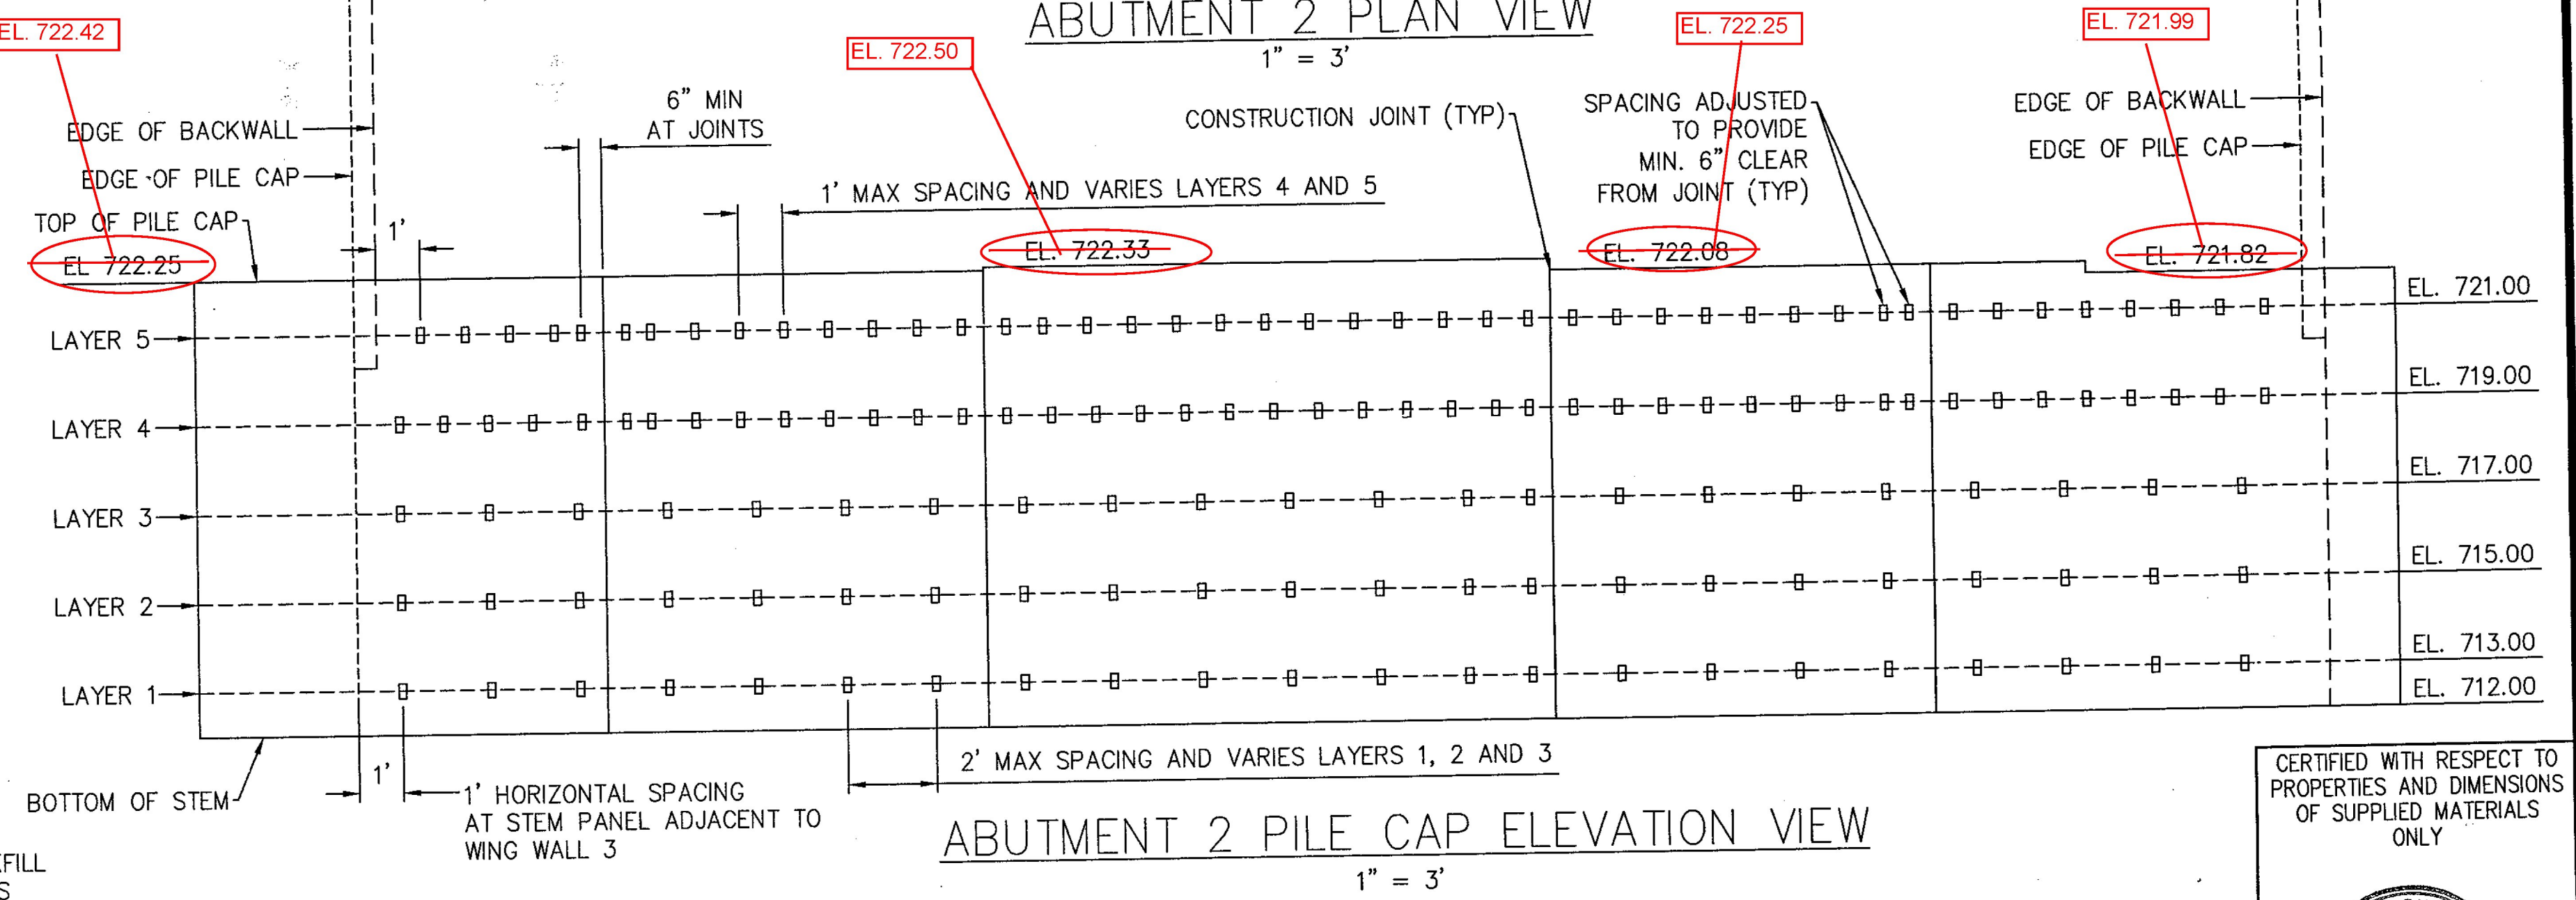 ABUTMENT 2 PLAN VIEW
1" = 3'
EL. 722.42
EL. 722.50
EL. 722.25
EL. 721.99
EDGE OF BACKWALL
EDGE OF PILE CAP
TOP OF PILE CAP
EL 722.25
1'
6" MIN
AT JOINTS
1' MAX SPACING AND VARIES LAYERS 4 AND 5
EL. 722.33
CONSTRUCTION JOINT (TYP)
SPACING ADJUSTED
TO PROVIDE
MIN. 6" CLEAR
FROM JOINT (TYP)
EL. 722.08
EDGE OF BACKWALL
EDGE OF PILE CAP
EL. 721.82
LAYER 5
EL. 721.00
LAYER 4
EL. 719.00
LAYER 3
EL. 717.00
LAYER 2
EL. 715.00
LAYER 1
EL. 713.00
EL. 712.00
BOTTOM OF STEM
1'
1' HORIZONTAL SPACING
AT STEM PANEL ADJACENT TO
WING WALL 3
2' MAX SPACING AND VARIES LAYERS 1, 2 AND 3
ABUTMENT 2 PILE CAP ELEVATION VIEW
1" = 3'
CERTIFIED WITH RESPECT TO
PROPERTIES AND DIMENSIONS
OF SUPPLIED MATERIALS
ONLY